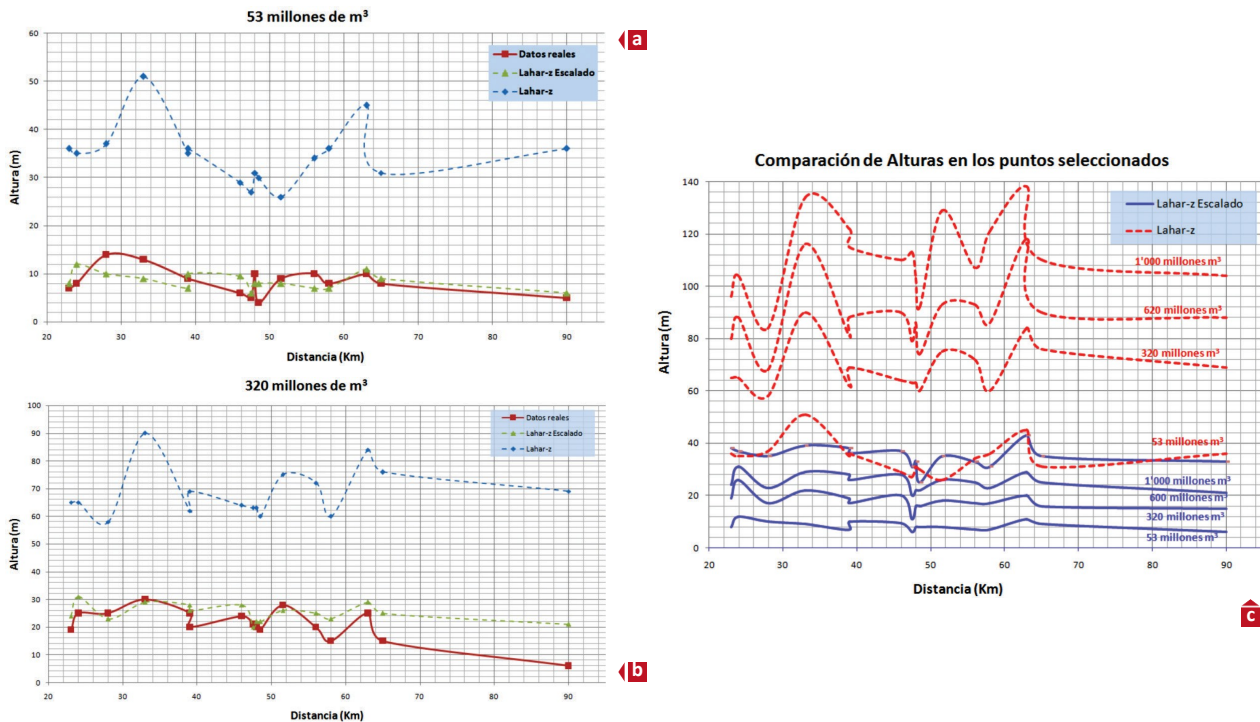 53 millones de m³
a
60
50
40
30
20
10
0
Altura (m)
Datos reales
Lahar-z Escalado
Lahar-z
20 30 40 50 60 70 80 90
Distancia (Km)
320 millones de m³
100
90
80
70
60
50
40
30
20
10
0
Altura (m)
Datos reales
Lahar-z Escalado
Lahar-z
b
20 30 40 50 60 70 80 90
Distancia (Km)
Comparación de Alturas en los puntos seleccionados
140
120
100
80
60
40
20
0
Altura (m)
Lahar-z Escalado
Lahar-z
1'000 millones m³
620 millones m³
320 millones m³
53 millones m³
1'000 millones m³
600 millones m³
320 millones m³
53 millones m³
20 30 40 50 60 70 80 90
Distancia (Km)
c